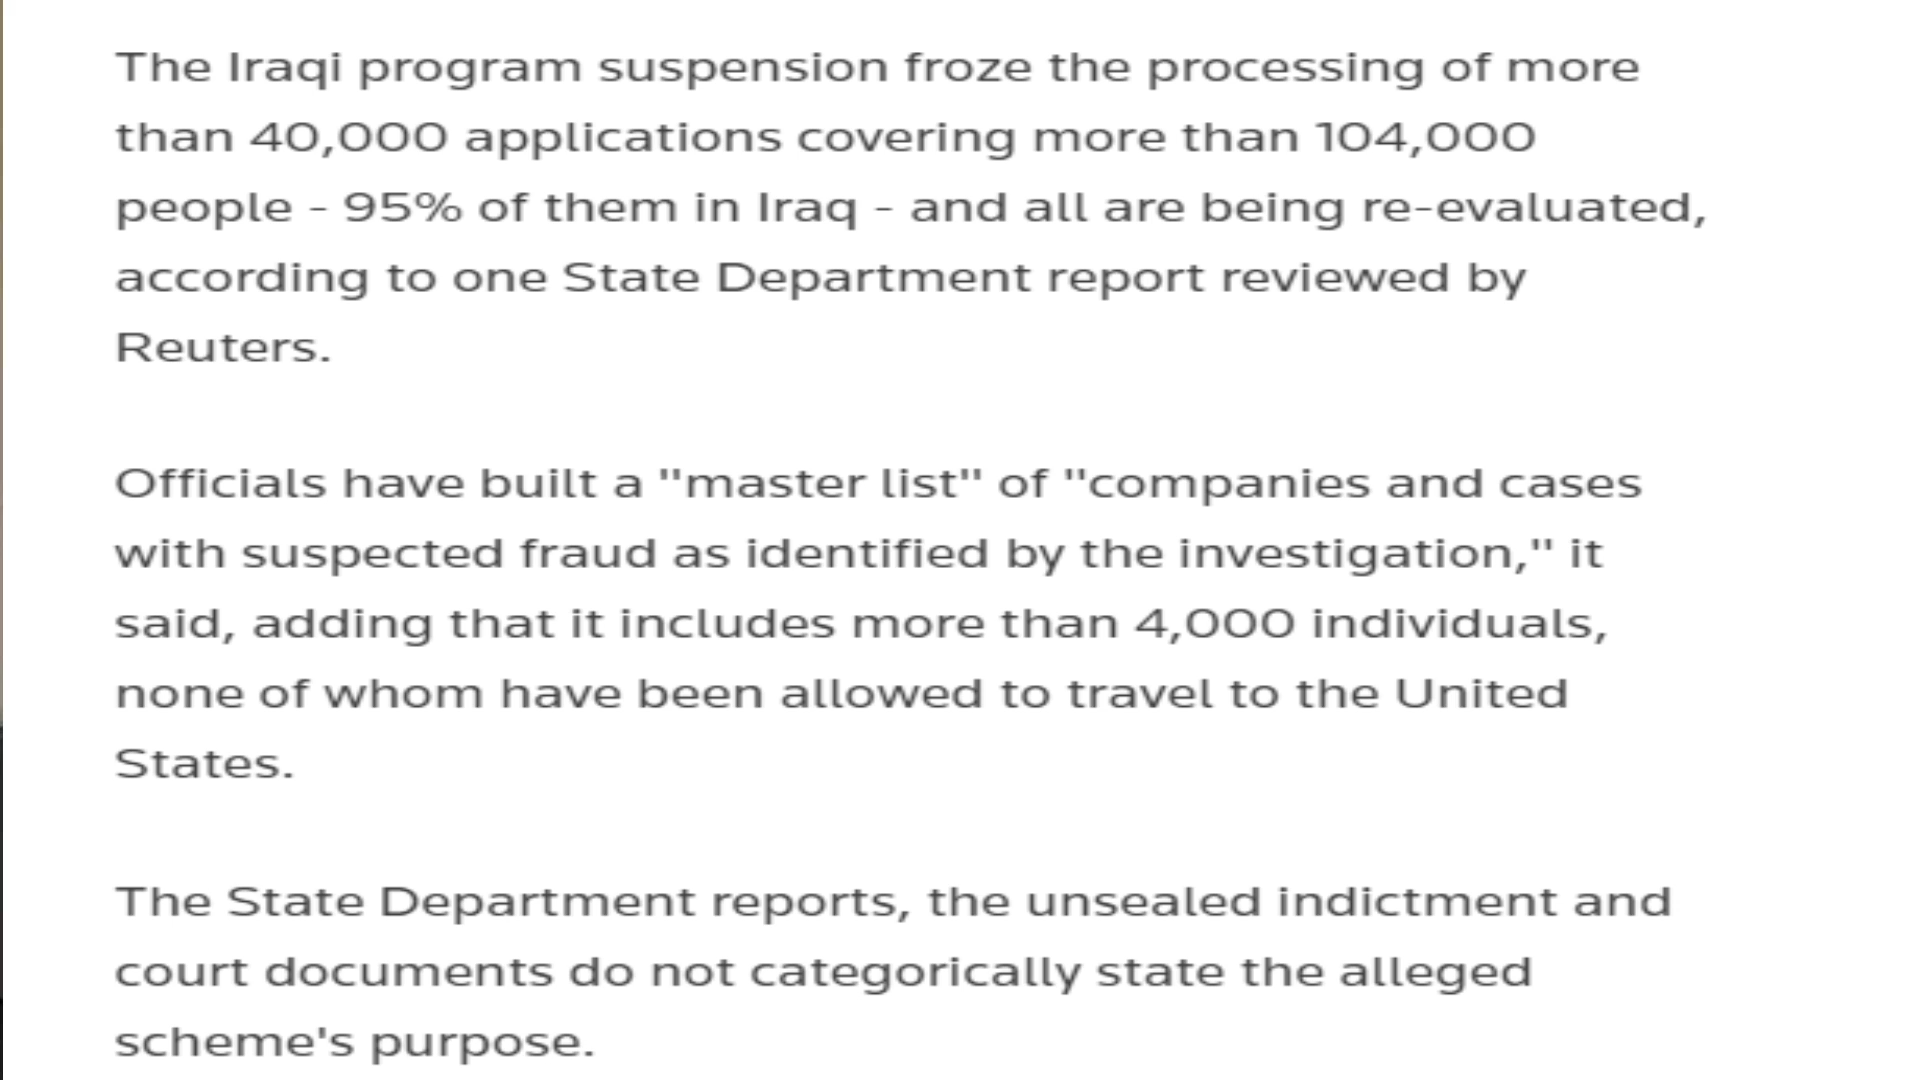 The Iraqi program suspension froze the processing of more
than 40,000 applications covering more than 104,000
people - 95% of them in Iraq - and all are being re-evaluated,
according to one State Department report reviewed by
Reuters.
Officials have built a "master list" of "companies and cases
with suspected fraud as identified by the investigation," it
said, adding that it includes more than 4,000 individuals,
none of whom have been allowed to travel to the United
States.
The State Department reports, the unsealed indictment and
court documents do not categorically state the alleged
scheme's purpose.